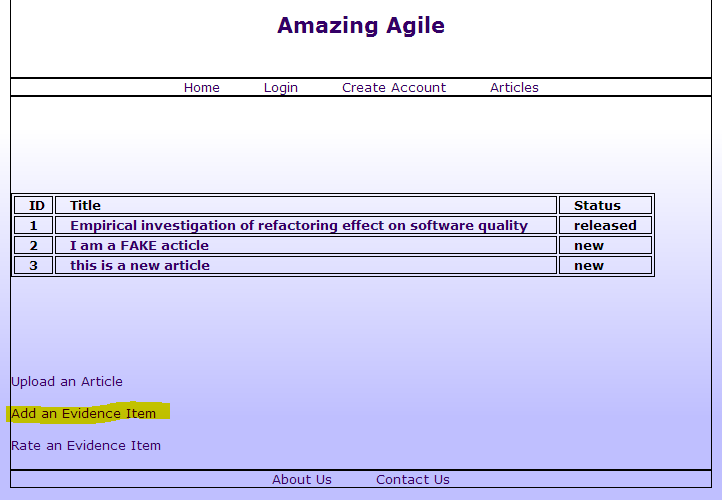 Amazing Agile
Home Login Create Account Articles
ID Title Status
1 Empirical investigation of refactoring effect on software quality released
2 I am a FAKE acticle new
3 this is a new article new
Upload an Article
Add an Evidence Item
Rate an Evidence Item
About Us Contact Us